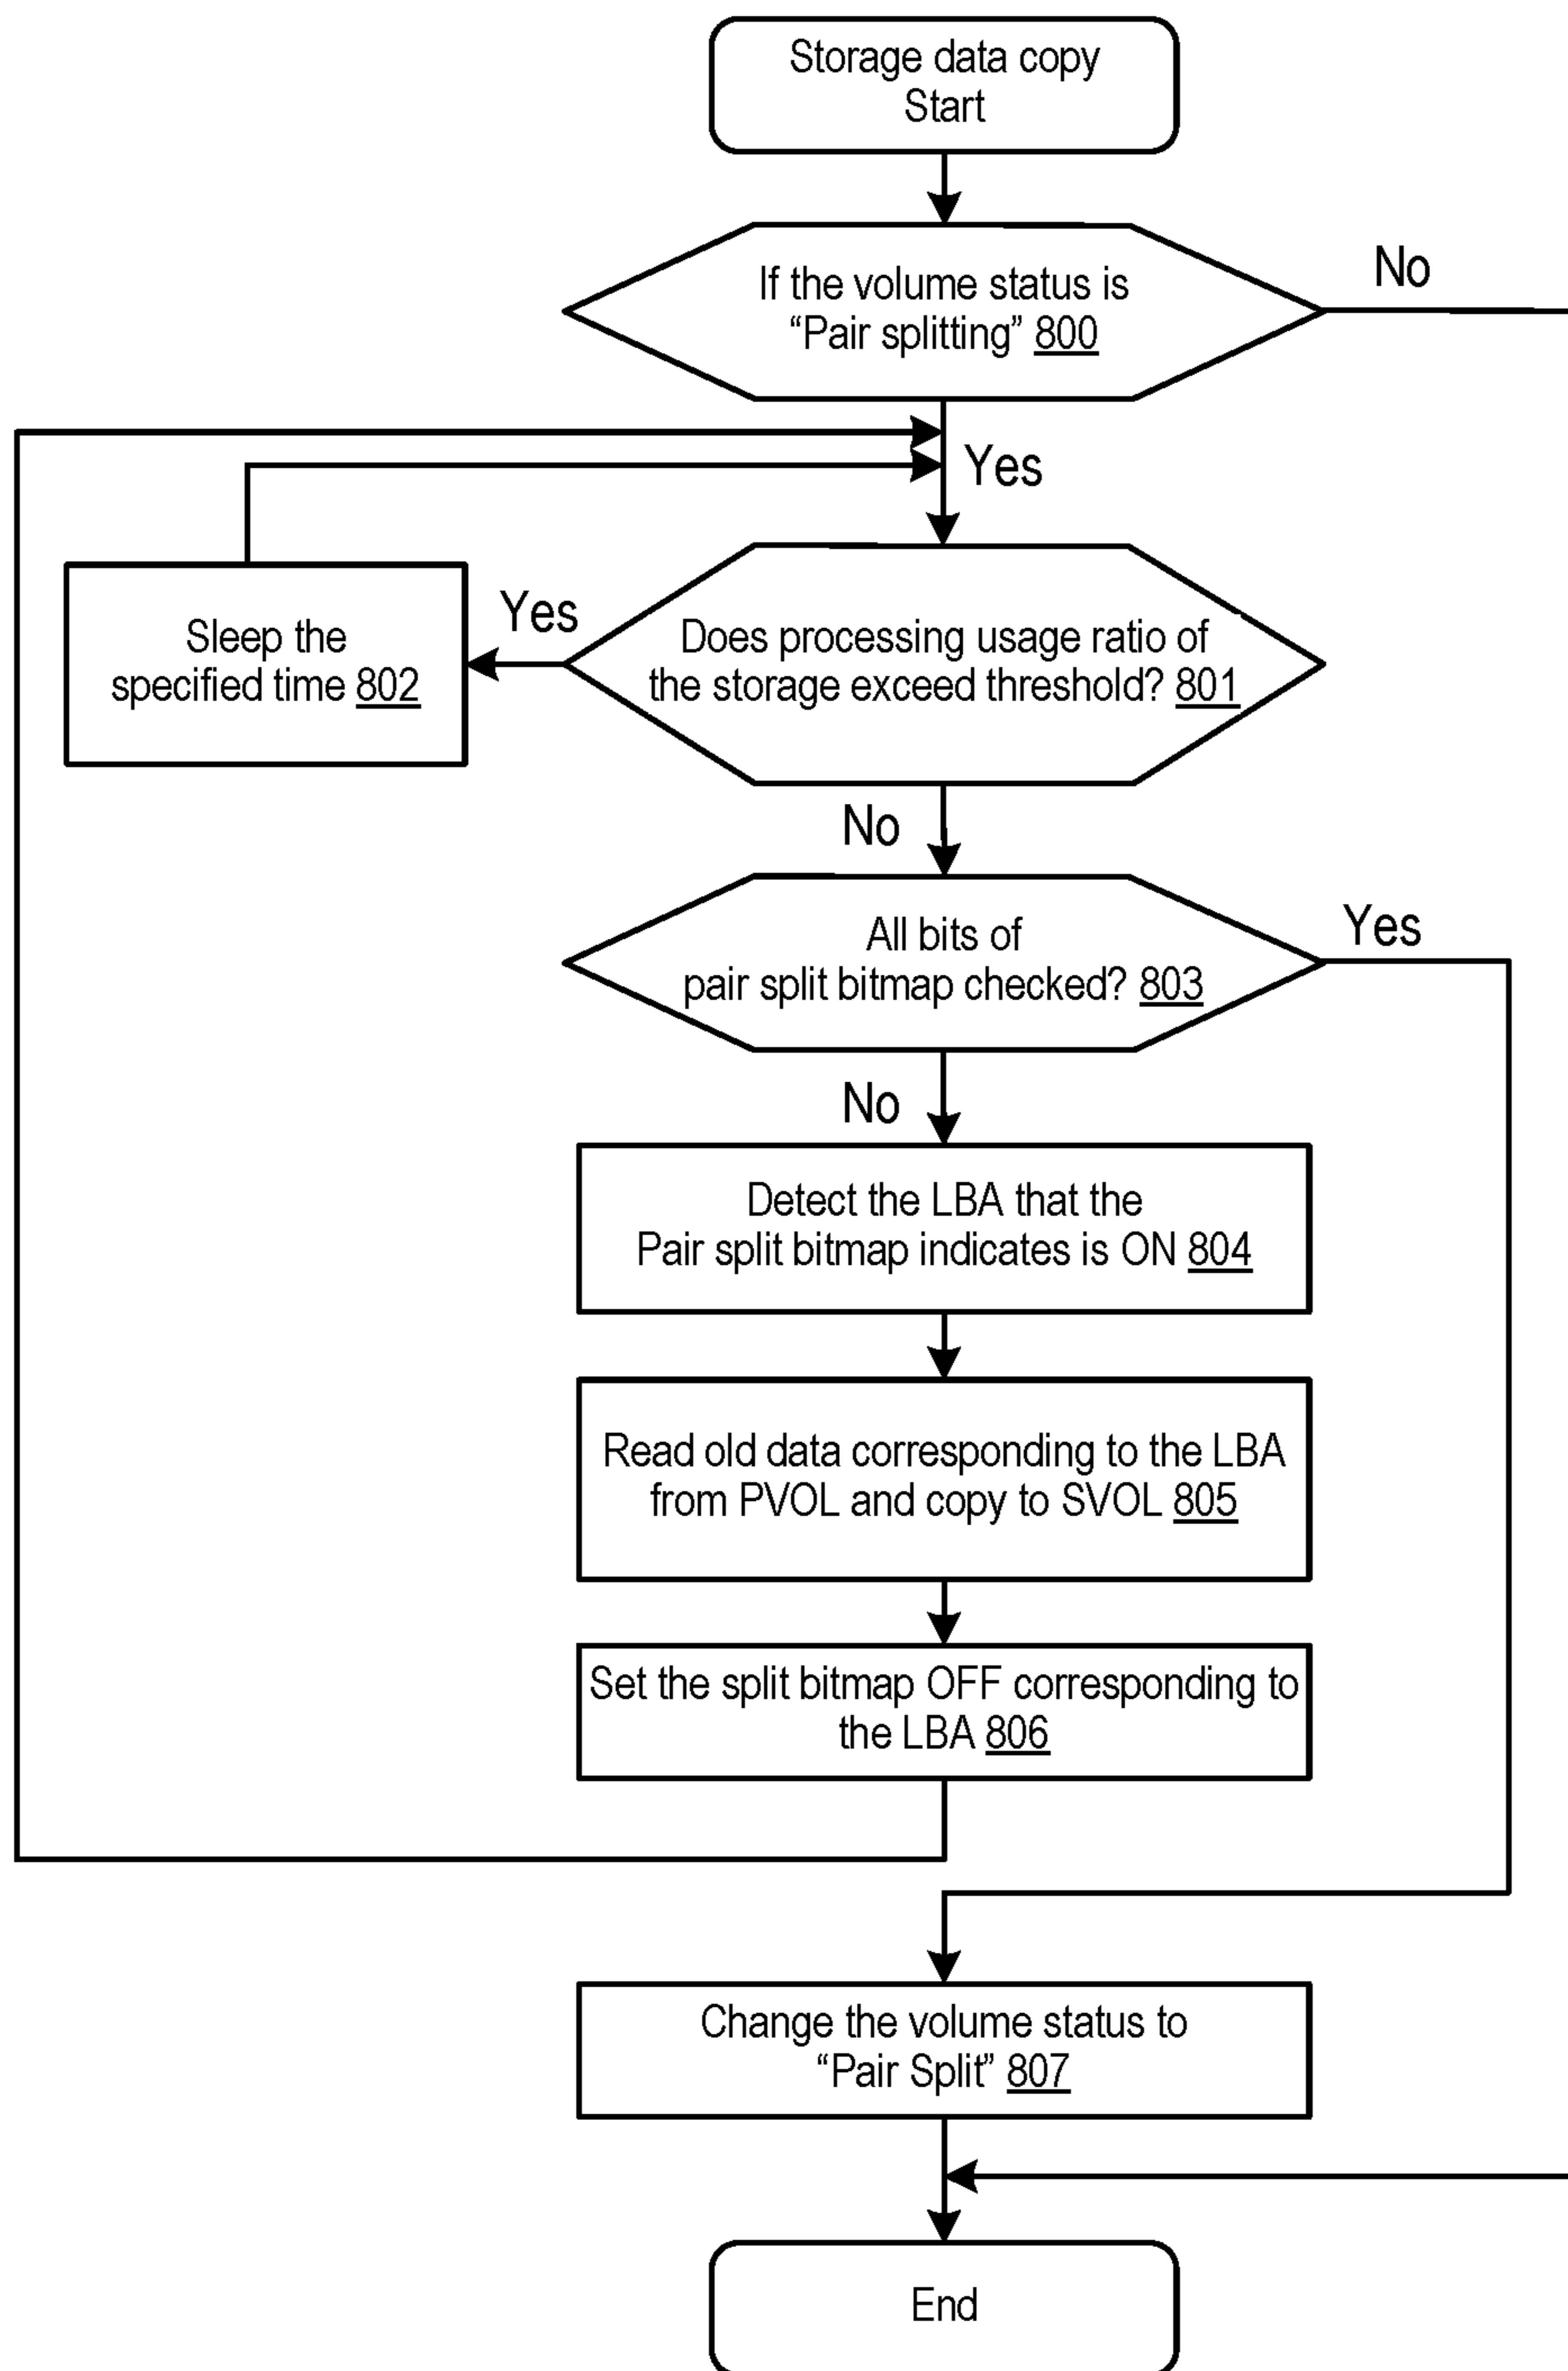 Storage data copy
Start
If the volume status is
“Pair splitting” 800
No
Yes
Sleep the
specified time 802
Yes
Does processing usage ratio of
the storage exceed threshold? 801
No
All bits of
pair split bitmap checked? 803
Yes
No
Detect the LBA that the
Pair split bitmap indicates is ON 804
Read old data corresponding to the LBA
from PVOL and copy to SVOL 805
Set the split bitmap OFF corresponding to
the LBA 806
Change the volume status to
“Pair Split” 807
End